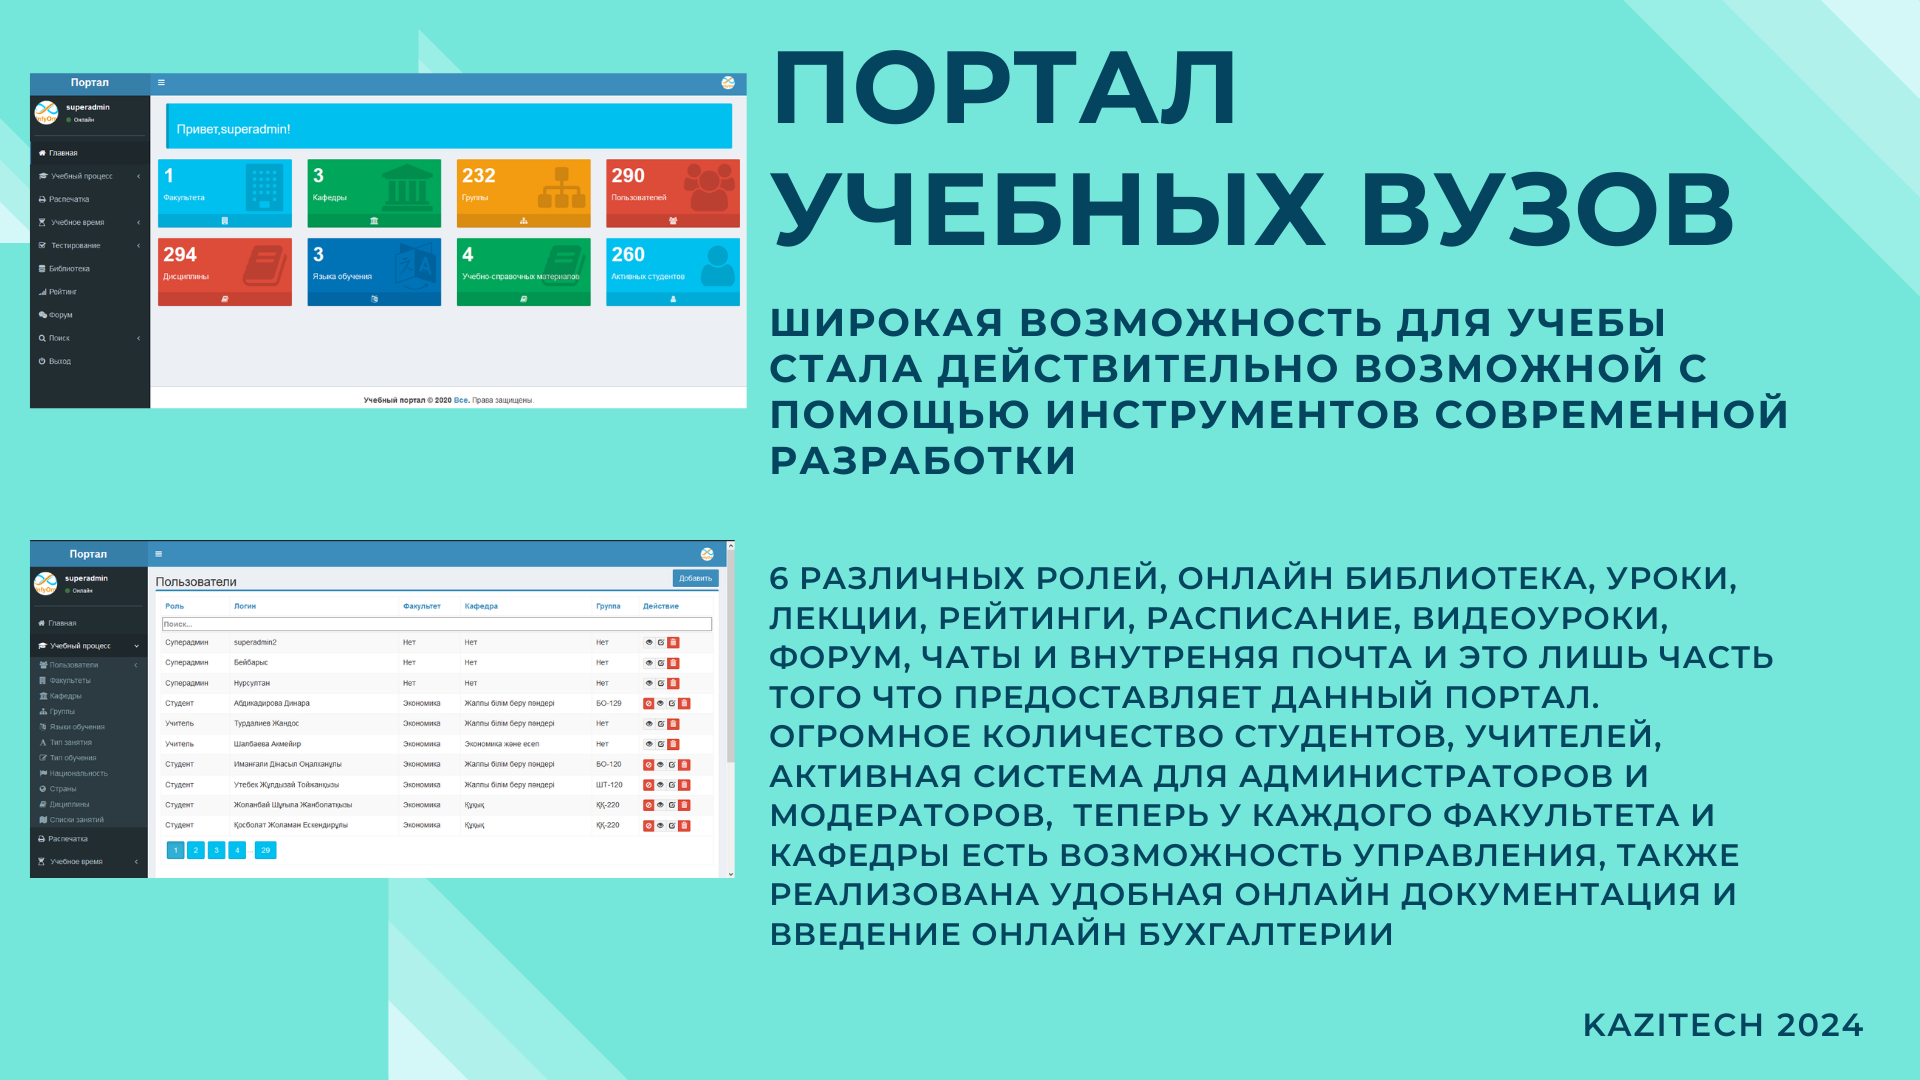 Портал
superadmin
Онлайн
Главная
Учебный процесс
Распечатка
Учебное время
Тестирование
Библиотека
Рейтинг
Форум
Поиск
Выход
Привет,superadmin!
1
Факультета
3
Кафедры
232
Группы
290
Пользователей
294
Дисциплины
3
Языка обучения
4
Учебно-справочных материалов
260
Активных студентов
Учебный портал © 2020 Все. Права защищены.
ПОРТАЛ
УЧЕБНЫХ ВУЗОВ
ШИРОКАЯ ВОЗМОЖНОСТЬ ДЛЯ УЧЕБЫ
СТАЛА ДЕЙСТВИТЕЛЬНО ВОЗМОЖНОЙ С
ПОМОЩЬЮ ИНСТРУМЕНТОВ СОВРЕМЕННОЙ
РАЗРАБОТКИ
Портал
superadmin
Онлайн
Главная
Учебный процесс
Пользователи
Факультеты
Кафедры
Группы
Языки обучения
Тип занятия
Тип обучения
Национальность
Страны
Дициплины
Списки занятий
Распечатка
Учебное время
Пользователи
Добавить
Роль Логин Факультет Кафедра Группа Действие
Поиск...
Суперадмин superadmin2 Нет Нет Нет
Суперадмин Бейбарыс Нет Нет Нет
Суперадмин Нурсултан Нет Нет Нет
Студент Абдикадирова Динара Экономика Жалпы білім беру пәндері БО-129
Учитель Турдалиев Жандос Экономика Жалпы білім беру пәндері Нет
Учитель Шалбаева Акмейир Экономика Экономика және есеп Нет
Студент Иманғали Дінасыл Оңалханұлы Экономика Жалпы білім беру пәндері БО-120
Студент Утебек Жұлдызай Тойжанқызы Экономика Жалпы білім беру пәндері ШТ-120
Студент Жоланбай Шұғыла Жанболатқызы Экономика Құқық ҚҚ-220
Студент Қосболат Жоламан Ескендірұлы Экономика Құқық ҚҚ-220
1 2 3 4 ... 29
6 РАЗЛИЧНЫХ РОЛЕЙ, ОНЛАЙН БИБЛИОТЕКА, УРОКИ,
ЛЕКЦИИ, РЕЙТИНГИ, РАСПИСАНИЕ, ВИДЕОУРОКИ,
ФОРУМ, ЧАТЫ И ВНУТРЕНЯЯ ПОЧТА И ЭТО ЛИШЬ ЧАСТЬ
ТОГО ЧТО ПРЕДОСТАВЛЯЕТ ДАННЫЙ ПОРТАЛ.
ОГРОМНОЕ КОЛИЧЕСТВО СТУДЕНТОВ, УЧИТЕЛЕЙ,
АКТИВНАЯ СИСТЕМА ДЛЯ АДМИНИСТРАТОРОВ И
МОДЕРАТОРОВ,  ТЕПЕРЬ У КАЖДОГО ФАКУЛЬТЕТА И
КАФЕДРЫ ЕСТЬ ВОЗМОЖНОСТЬ УПРАВЛЕНИЯ, ТАКЖЕ
РЕАЛИЗОВАНА УДОБНАЯ ОНЛАЙН ДОКУМЕНТАЦИЯ И
ВВЕДЕНИЕ ОНЛАЙН БУХГАЛТЕРИИ
KAZITECH 2024